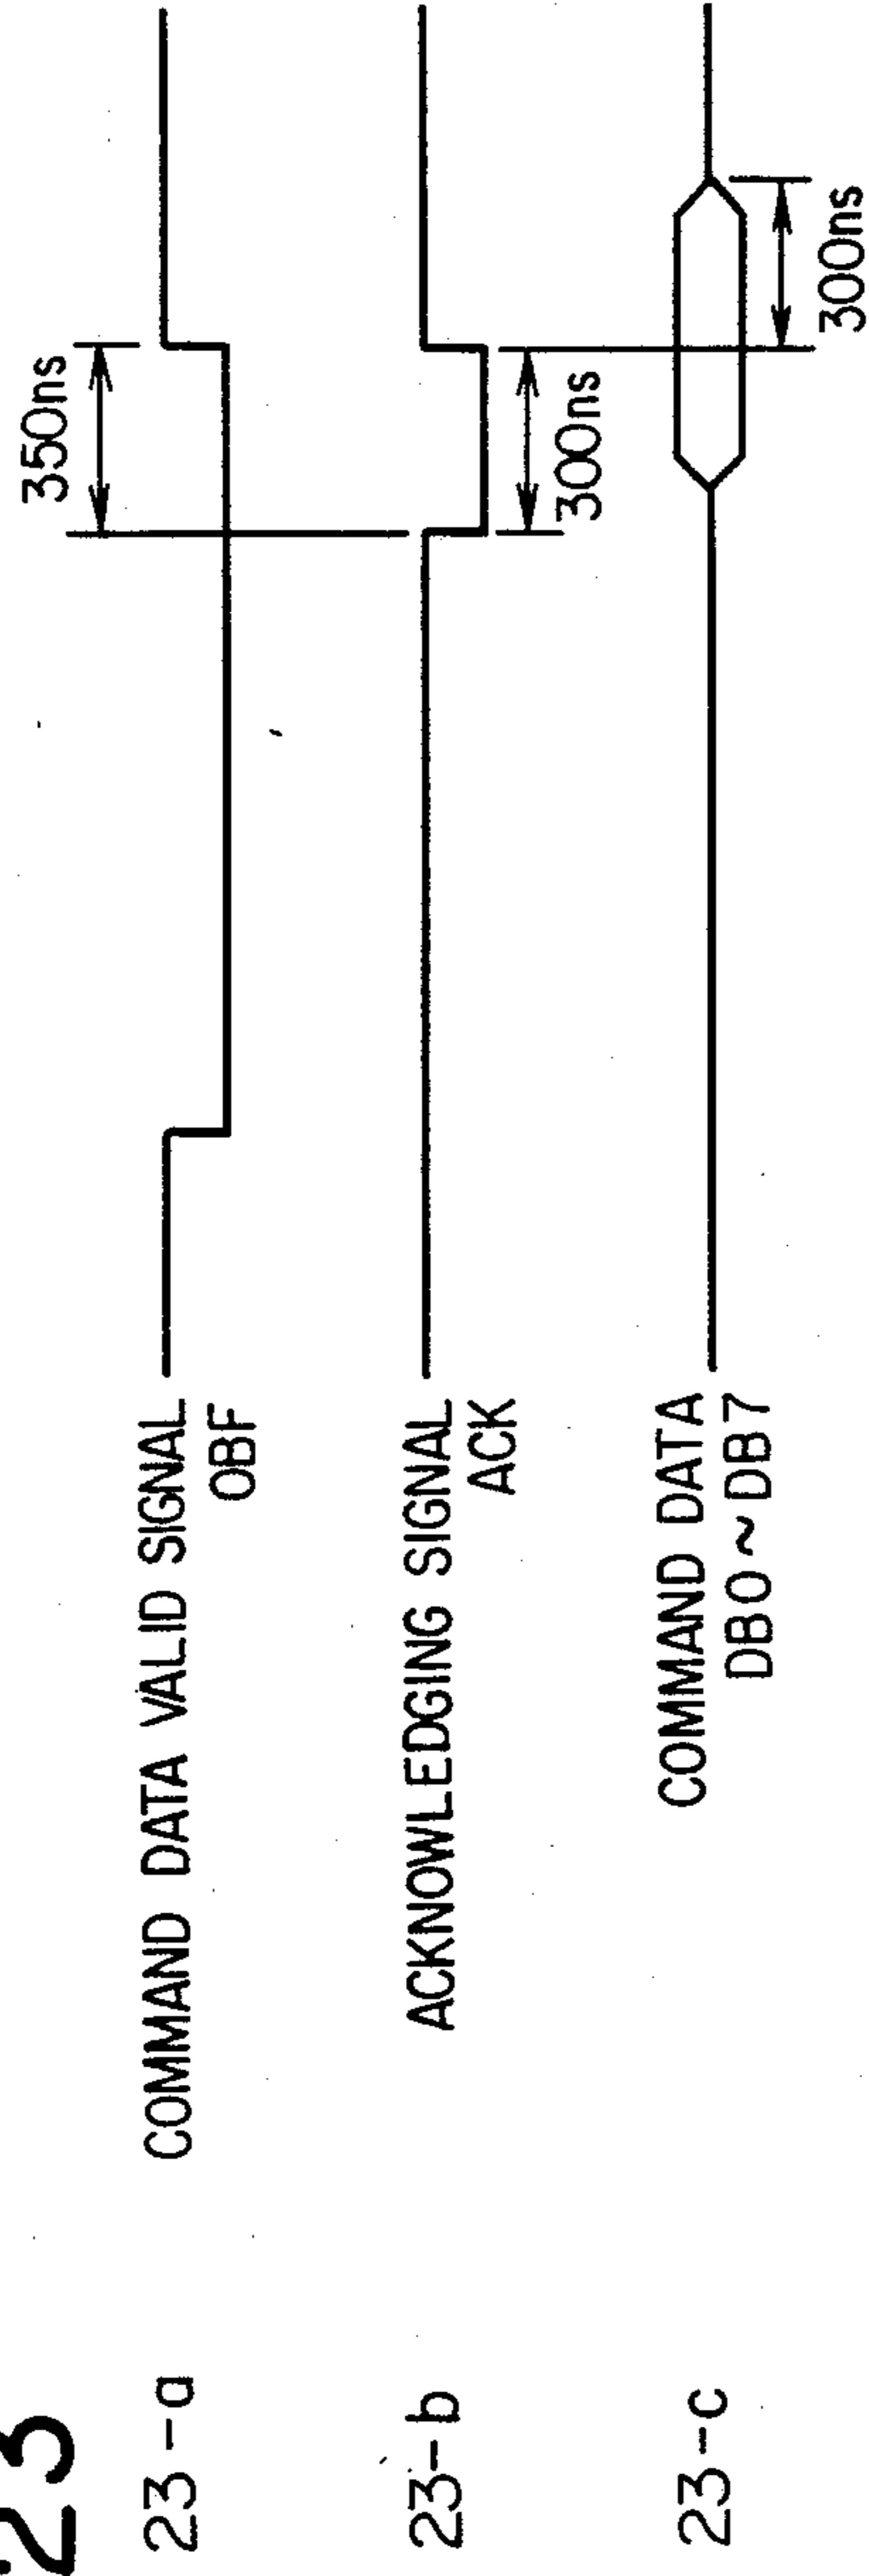 23
23-a
COMMAND DATA VALID SIGNAL
OBF
350ns
23-b
ACKNOWLEDGING SIGNAL
ACK
300ns
23-c
COMMAND DATA
DB0~DB7
300ns